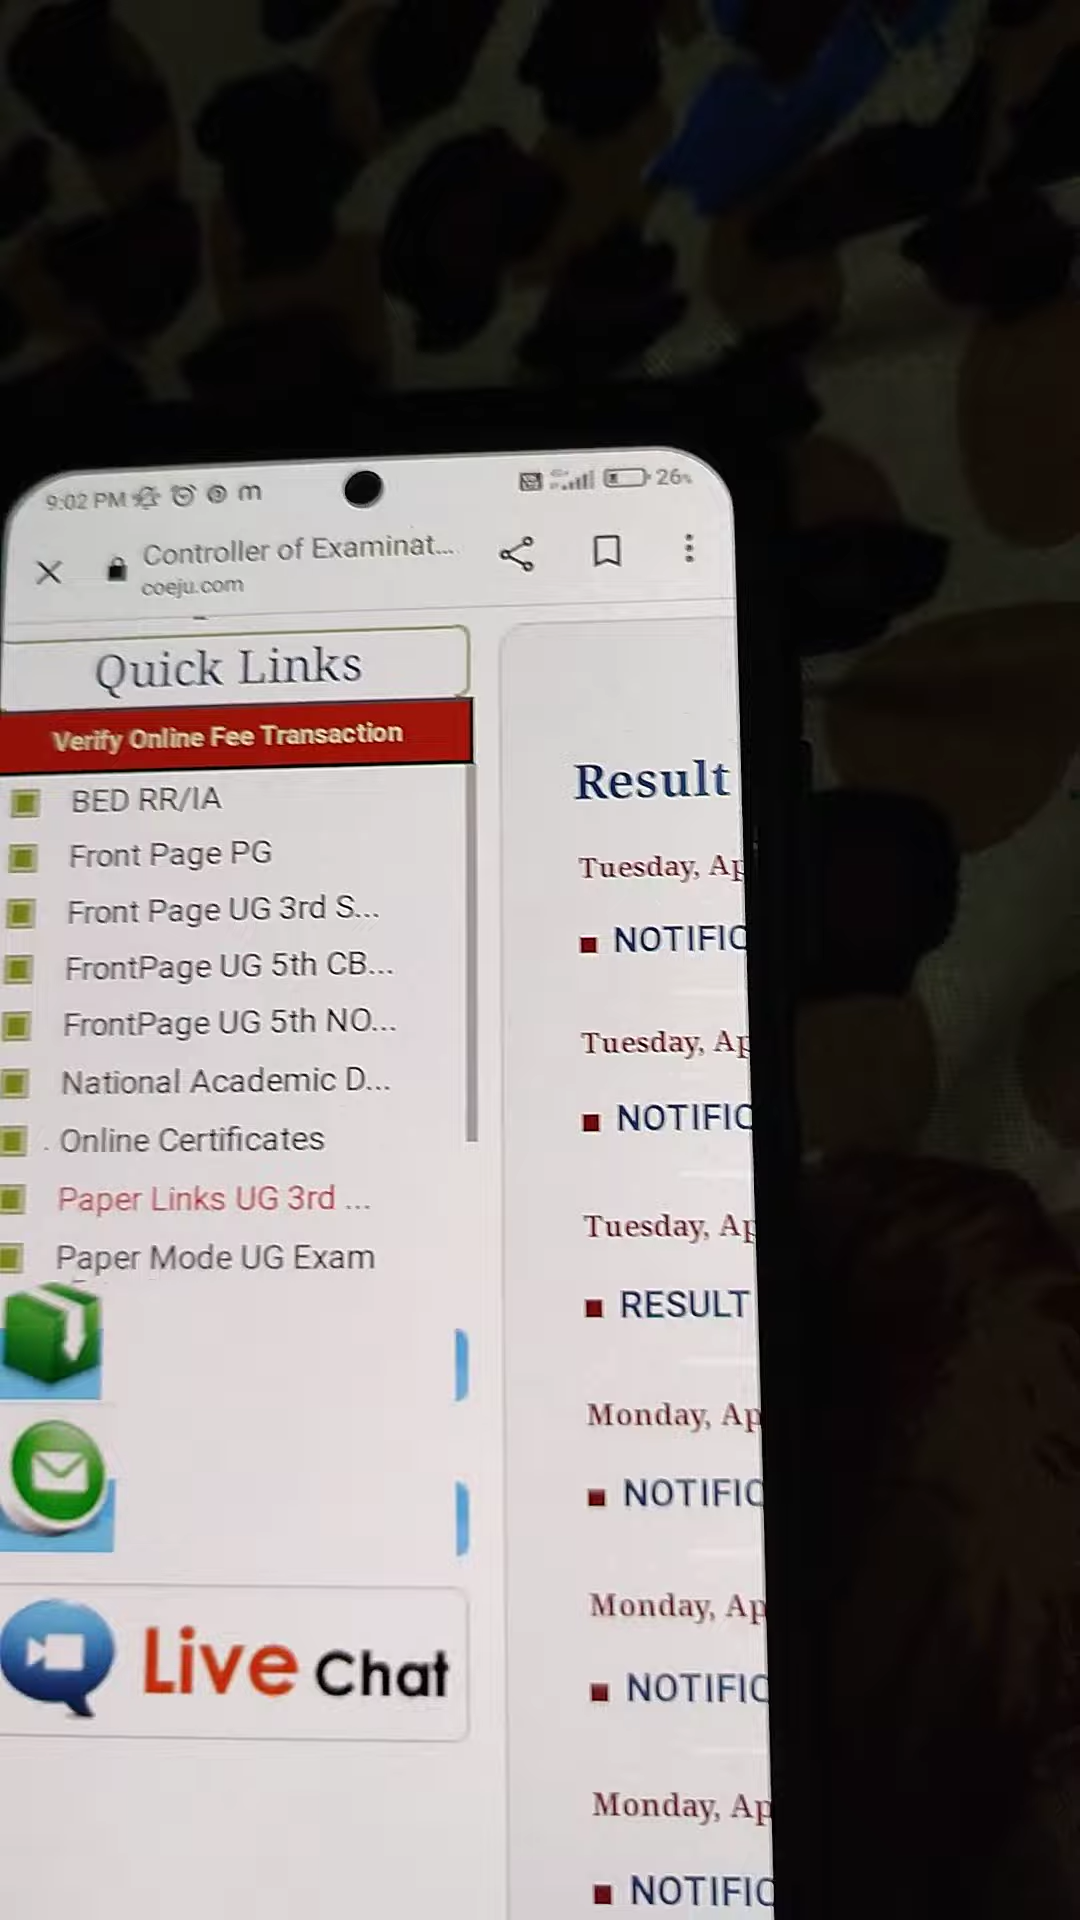 9:02 PM
26%
Controller of Examinat...
coeju.com
Quick Links
Verify Online Fee Transaction
BED RR/IA
Front Page PG
Front Page UG 3rd S...
FrontPage UG 5th CB...
FrontPage UG 5th NO...
National Academic D...
Online Certificates
Paper Links UG 3rd ...
Paper Mode UG Exam
Live Chat
Result
Tuesday, Ap
NOTIFIC
Tuesday, Ap
NOTIFIC
Tuesday, Ap
RESULT
Monday, Ap
NOTIFIC
Monday, Ap
NOTIFIC
Monday, Ap
NOTIFIC